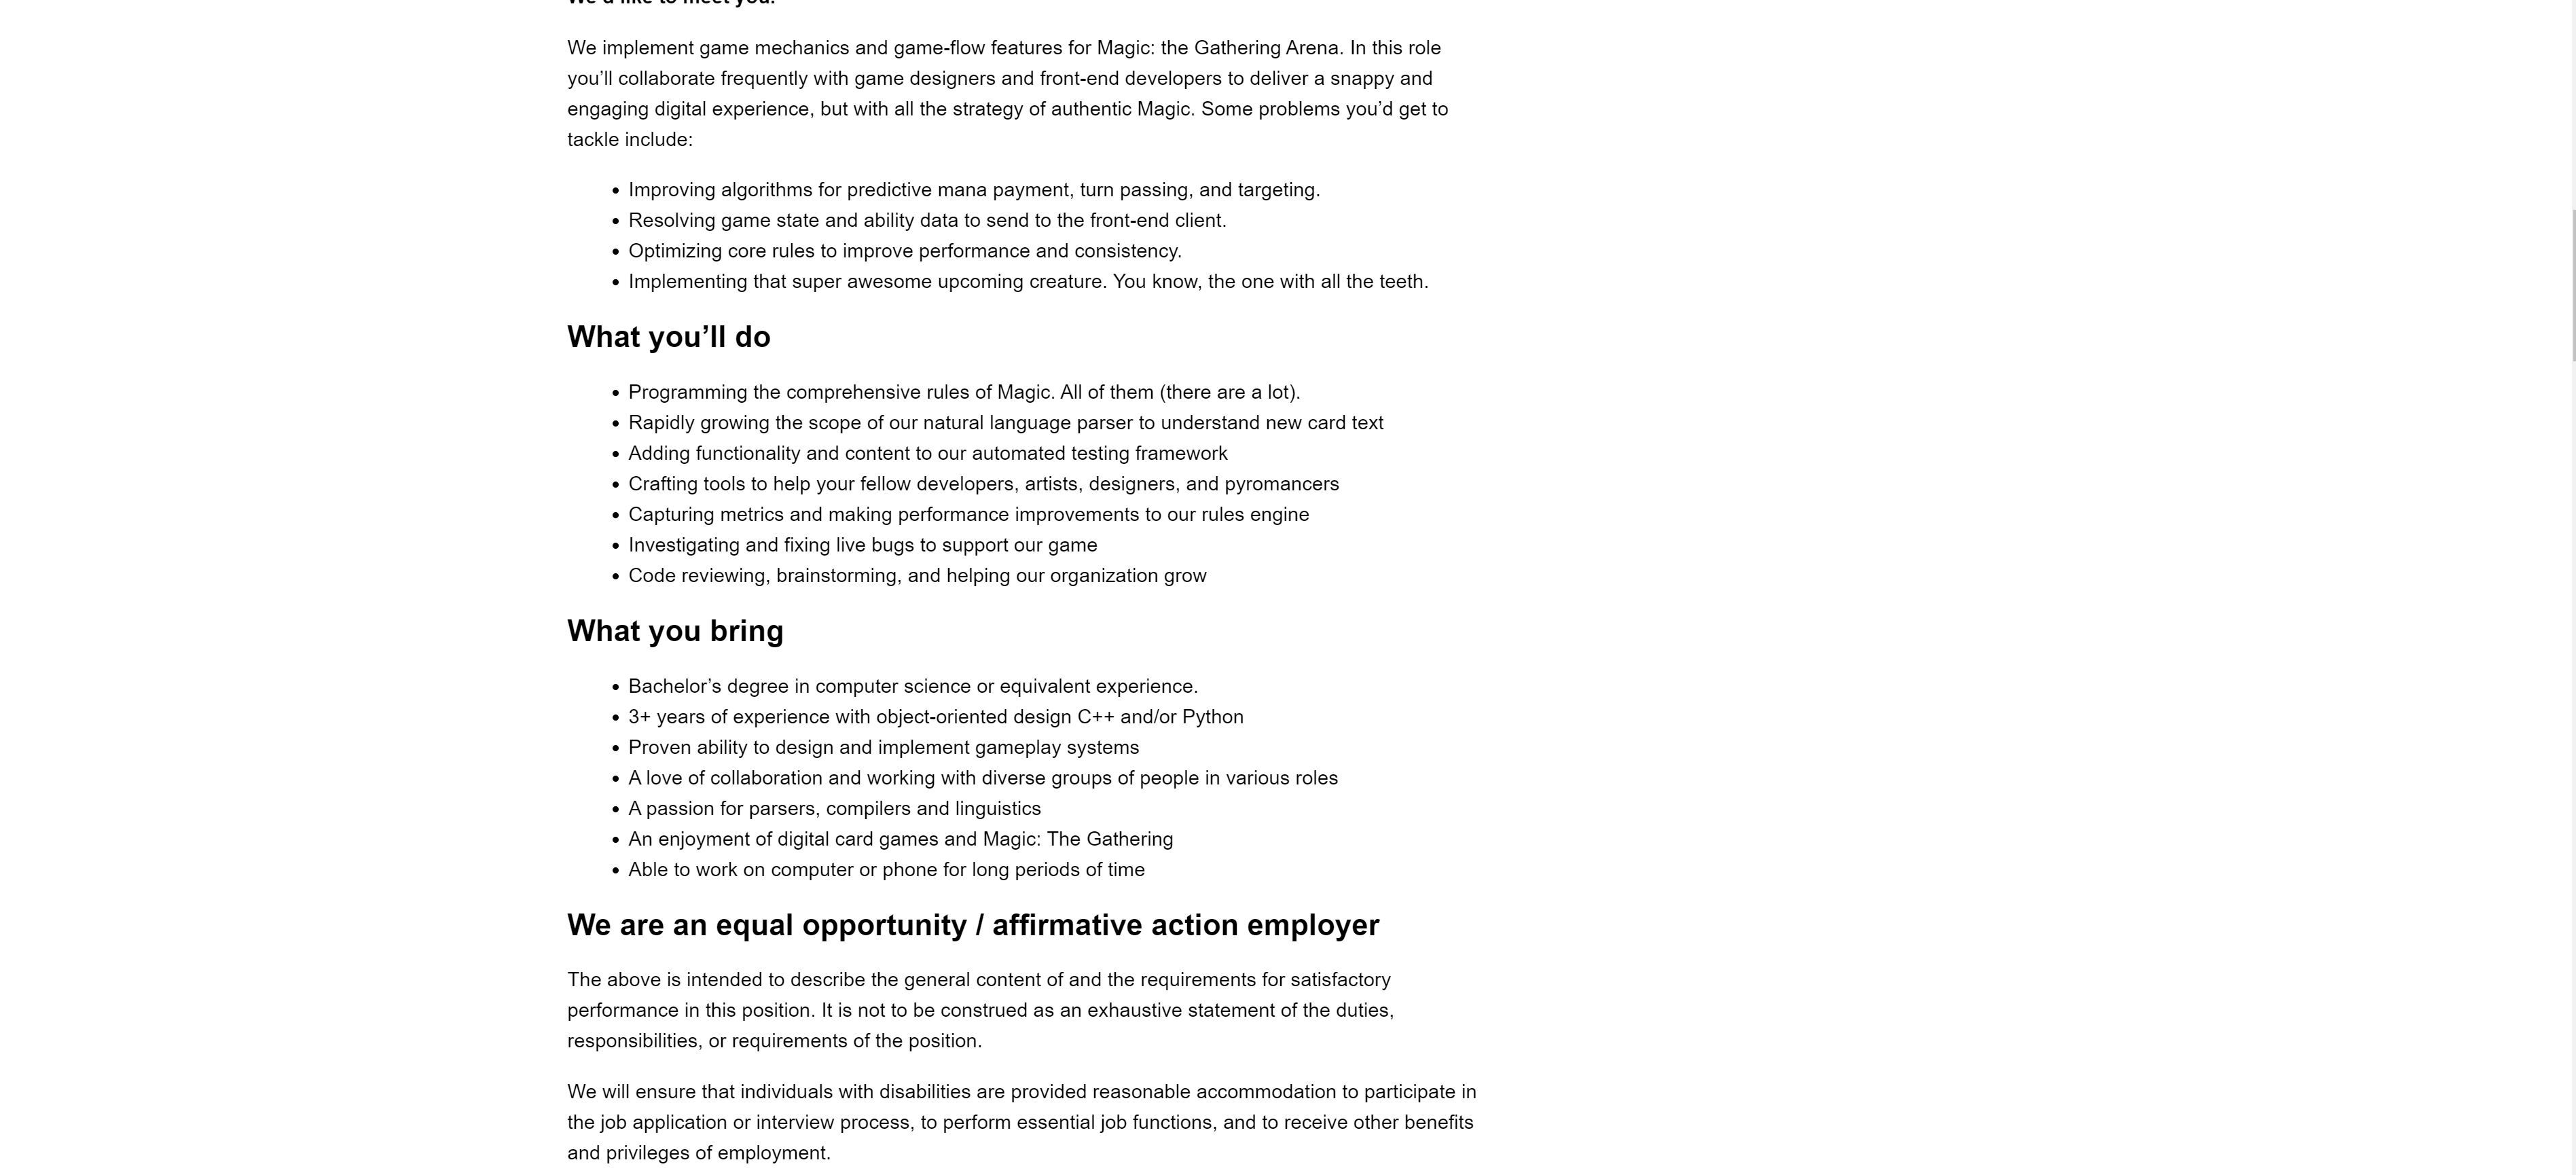 We'd like to meet you.
We implement game mechanics and game-flow features for Magic: the Gathering Arena. In this role
you’ll collaborate frequently with game designers and front-end developers to deliver a snappy and
engaging digital experience, but with all the strategy of authentic Magic. Some problems you’d get to
tackle include:
• Improving algorithms for predictive mana payment, turn passing, and targeting.
• Resolving game state and ability data to send to the front-end client.
• Optimizing core rules to improve performance and consistency.
• Implementing that super awesome upcoming creature. You know, the one with all the teeth.
What you’ll do
• Programming the comprehensive rules of Magic. All of them (there are a lot).
• Rapidly growing the scope of our natural language parser to understand new card text
• Adding functionality and content to our automated testing framework
• Crafting tools to help your fellow developers, artists, designers, and pyromancers
• Capturing metrics and making performance improvements to our rules engine
• Investigating and fixing live bugs to support our game
• Code reviewing, brainstorming, and helping our organization grow
What you bring
• Bachelor’s degree in computer science or equivalent experience.
• 3+ years of experience with object-oriented design C++ and/or Python
• Proven ability to design and implement gameplay systems
• A love of collaboration and working with diverse groups of people in various roles
• A passion for parsers, compilers and linguistics
• An enjoyment of digital card games and Magic: The Gathering
• Able to work on computer or phone for long periods of time
We are an equal opportunity / affirmative action employer
The above is intended to describe the general content of and the requirements for satisfactory
performance in this position. It is not to be construed as an exhaustive statement of the duties,
responsibilities, or requirements of the position.
We will ensure that individuals with disabilities are provided reasonable accommodation to participate in
the job application or interview process, to perform essential job functions, and to receive other benefits
and privileges of employment.